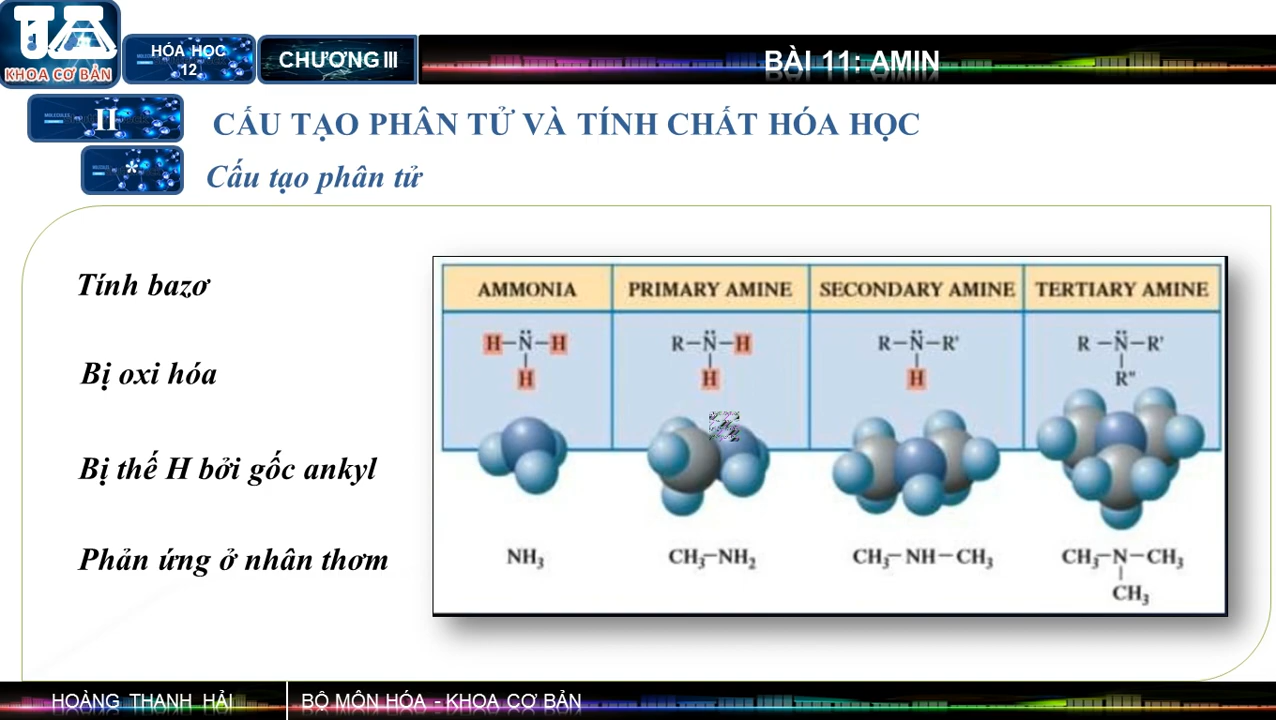 KHOA CƠ BẢN
HÓA HỌC
12
CHƯƠNG III
BÀI 11: AMIN
II
CẤU TẠO PHÂN TỬ VÀ TÍNH CHẤT HÓA HỌC
*
Cấu tạo phân tử
Tính bazơ
Bị oxi hóa
Bị thế H bởi gốc ankyl
Phản ứng ở nhân thơm
AMMONIA PRIMARY AMINE SECONDARY AMINE TERTIARY AMINE
H–N̈–H R–N̈–H R–N̈–R' R–N̈–R'
H H H R"
NH₃ CH₃–NH₂ CH₃–NH–CH₃ CH₃–N–CH₃
CH₃
HOÀNG THANH HẢI BỘ MÔN HÓA - KHOA CƠ BẢN